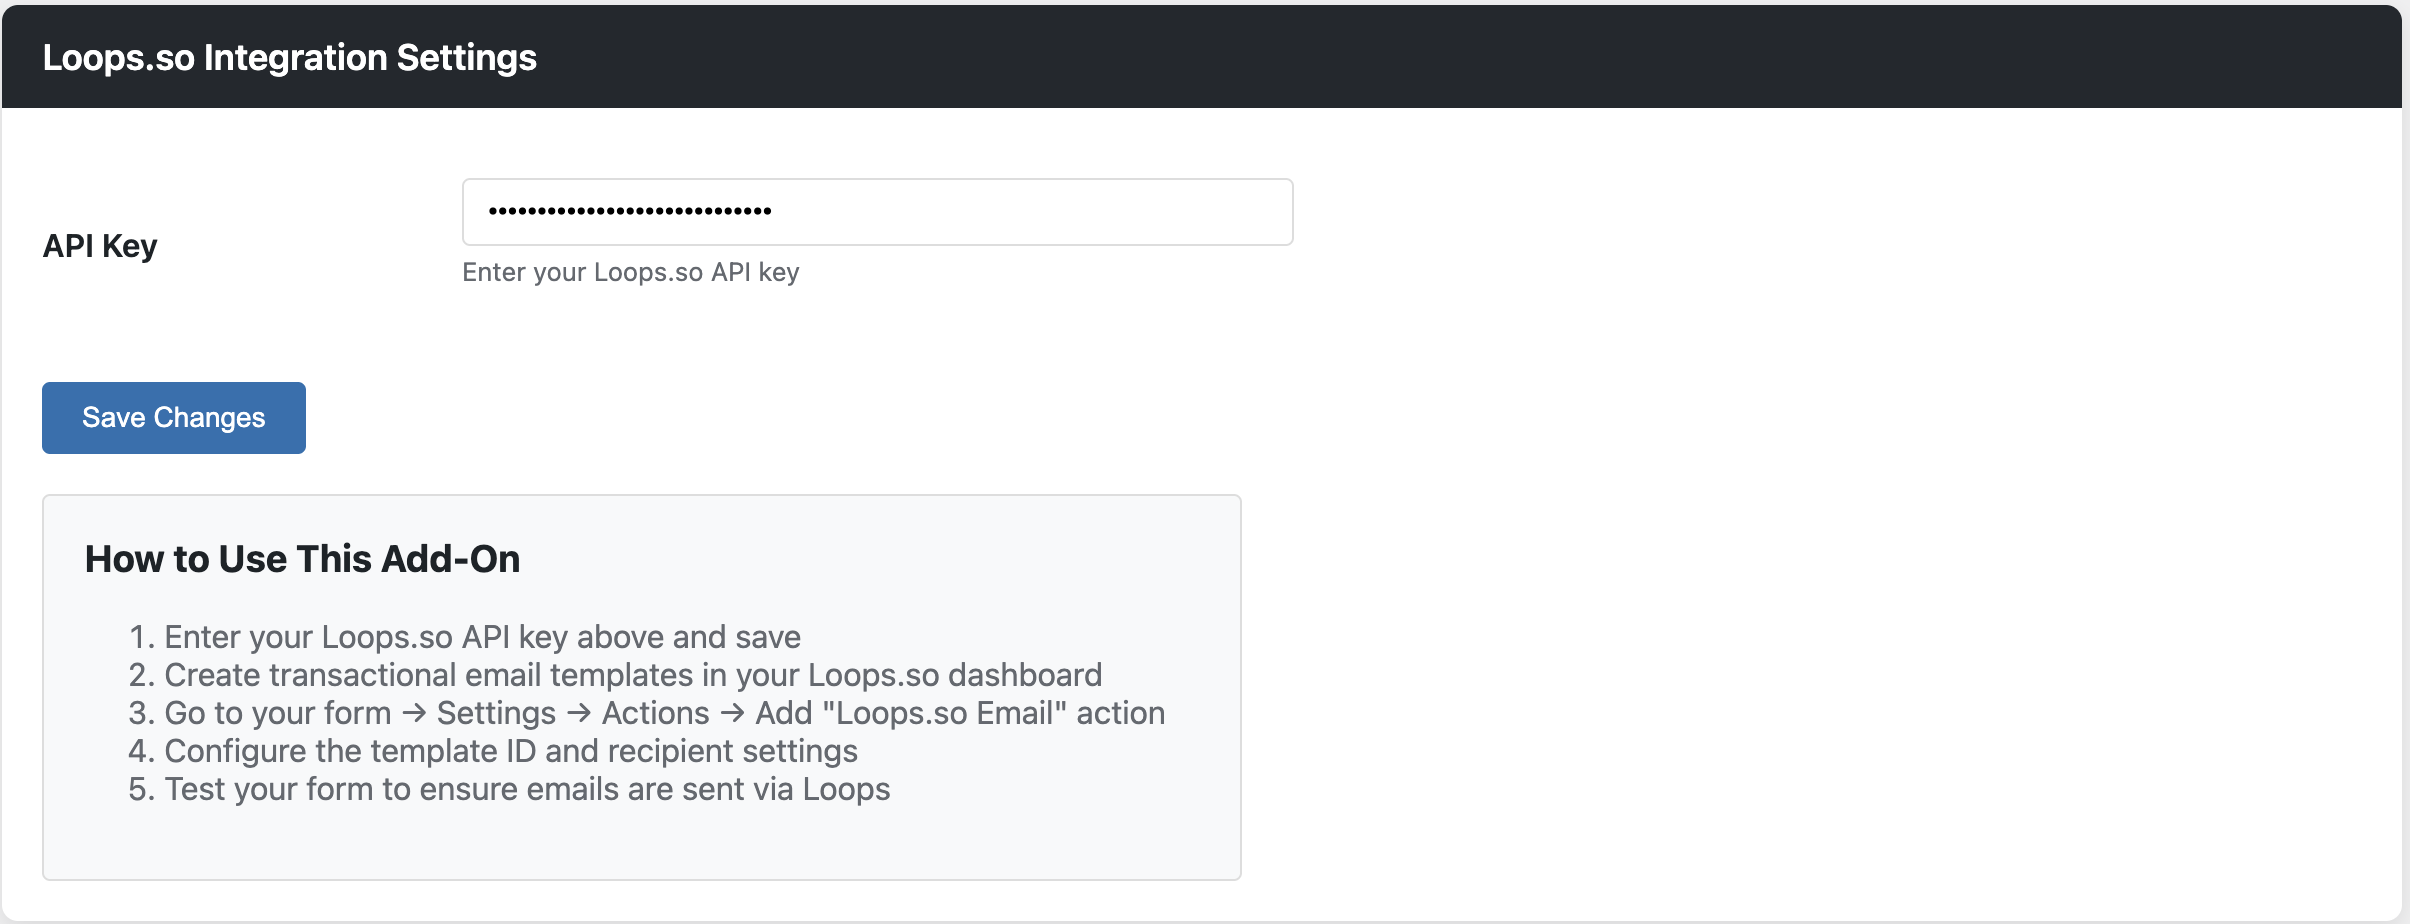 Loops.so Integration Settings
API Key
•••••••••••••••••••••••••••••
Enter your Loops.so API key
Save Changes
How to Use This Add-On
1. Enter your Loops.so API key above and save
2. Create transactional email templates in your Loops.so dashboard
3. Go to your form → Settings → Actions → Add "Loops.so Email" action
4. Configure the template ID and recipient settings
5. Test your form to ensure emails are sent via Loops